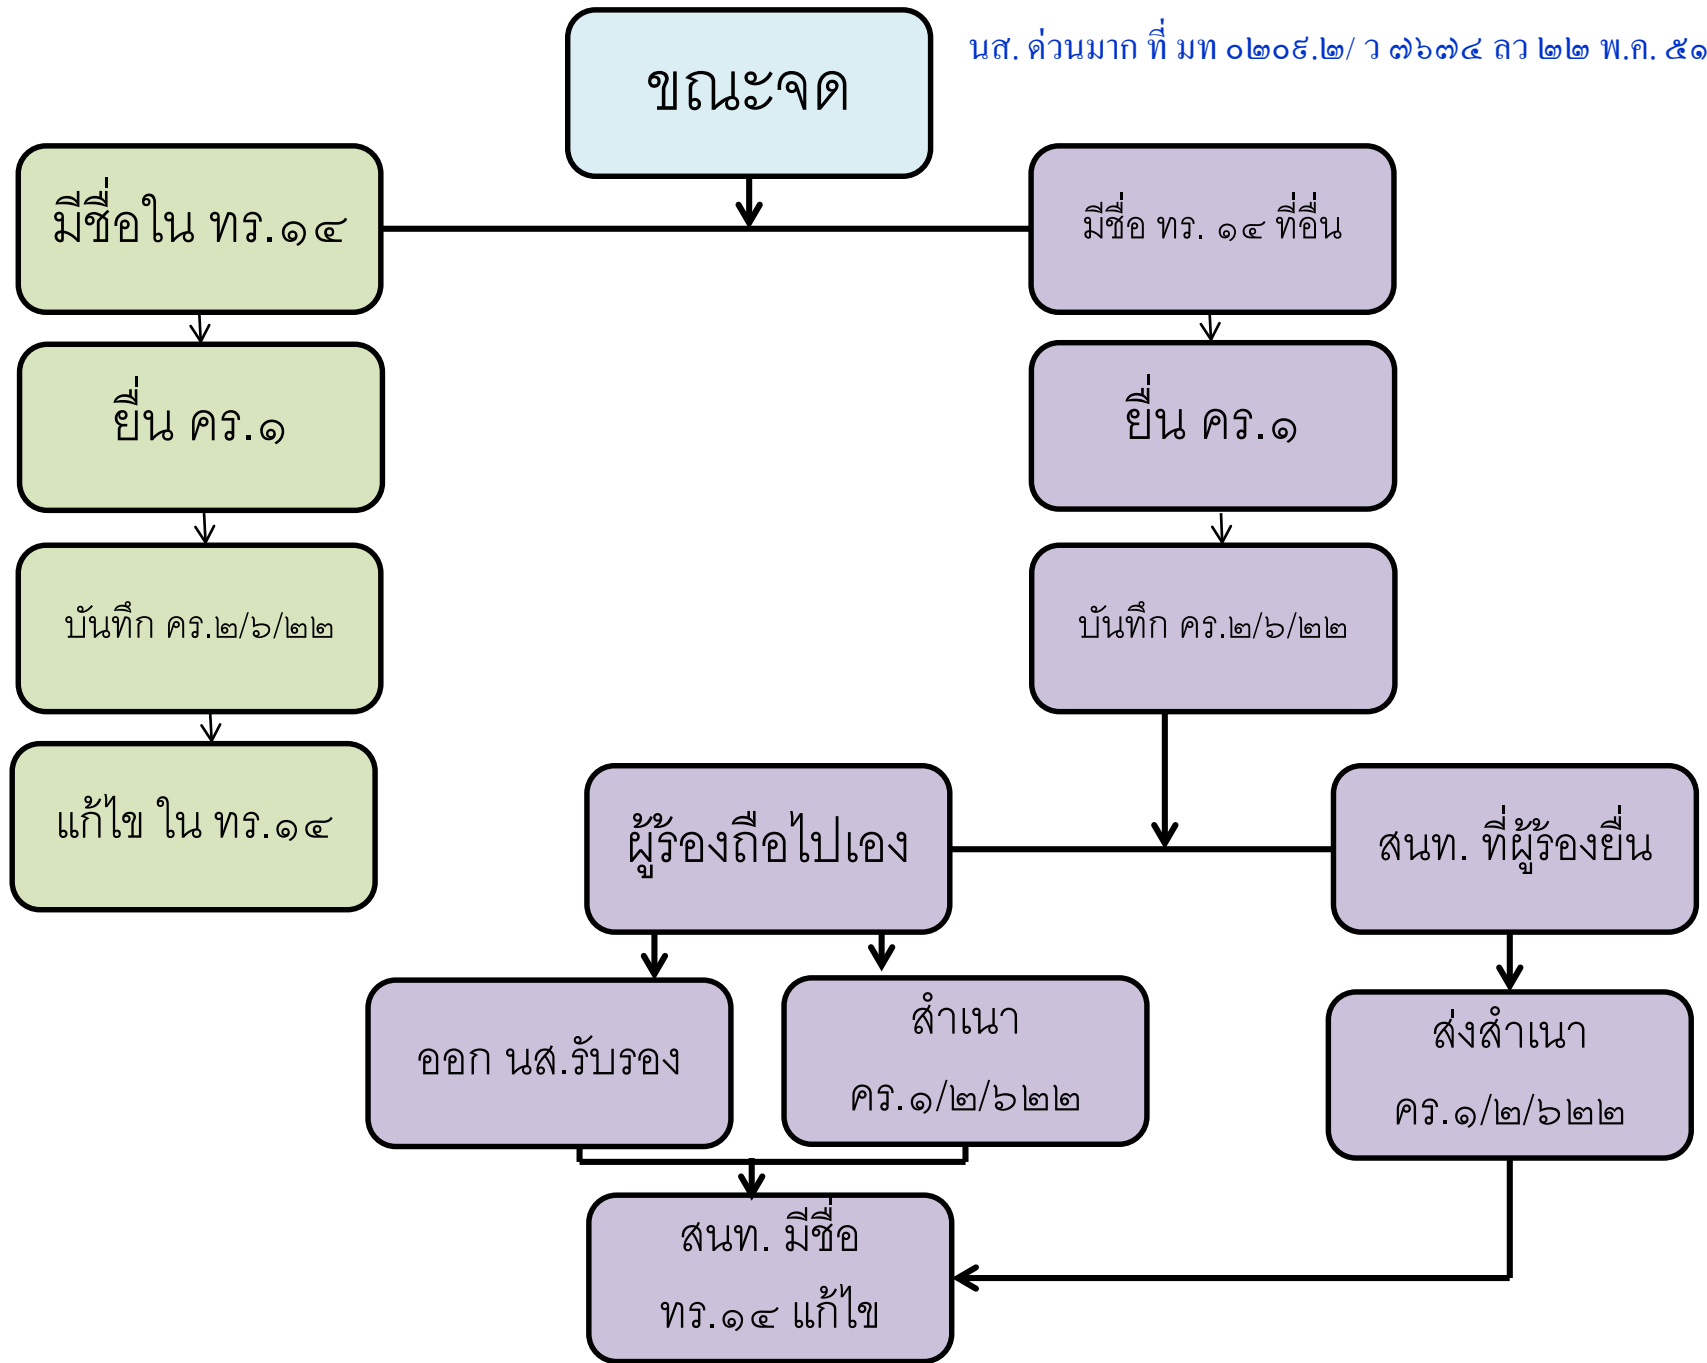 นส. ด่วนมาก ที่ มท ๐๒๐๙.๒/ ว ๗๖๗๔ ลว ๒๒ พ.ค. ๕๑
ขณะจด
มีชื่อใน ทร.๑๔
มีชื่อ ทร. ๑๔ ที่อื่น
ยื่น คร.๑
ยื่น คร.๑
บันทึก คร.๒/๖/๒๒
บันทึก คร.๒/๖/๒๒
แก้ไข ใน ทร.๑๔
ผู้ร้องถือไปเอง
สนท. ที่ผู้ร้องยื่น
ออก นส.รับรอง
สำเนา
คร.๑/๒/๖๒๒
ส่งสำเนา
คร.๑/๒/๖๒๒
สนท. มีชื่อ
ทร.๑๔ แก้ไข